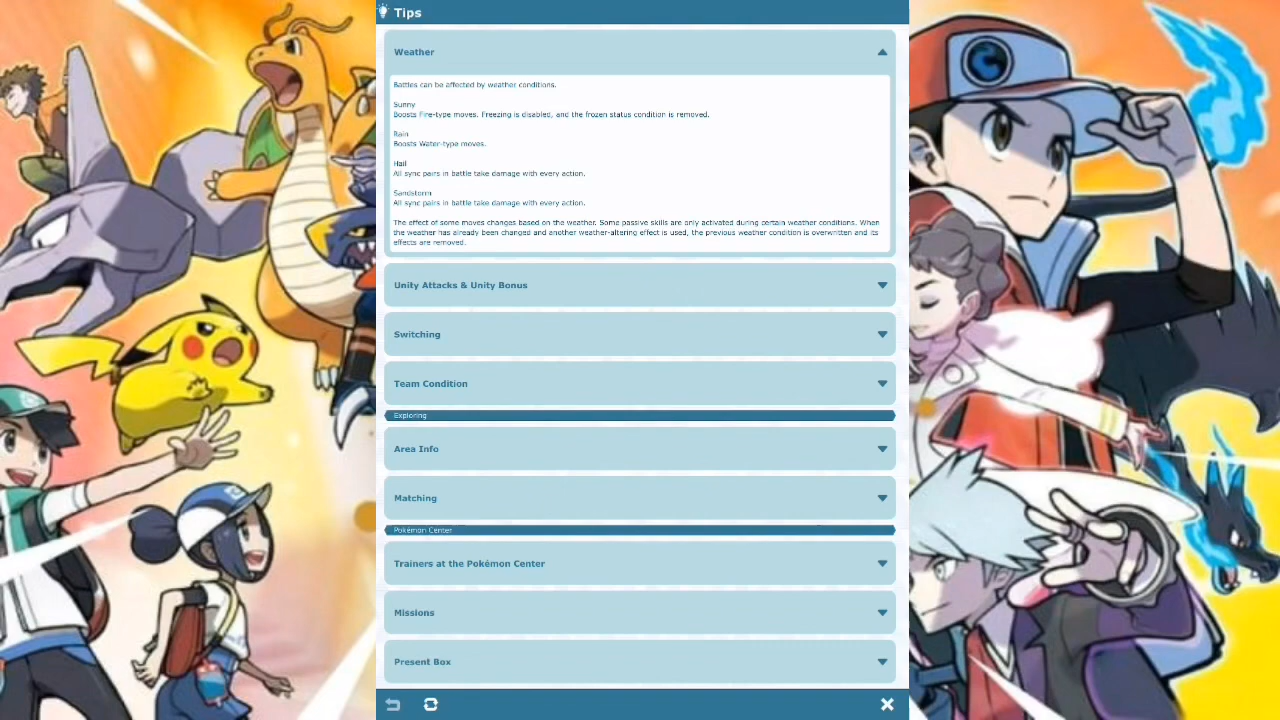 Tips
Weather
Battles can be affected by weather conditions.
Sunny
Boosts Fire-type moves. Freezing is disabled, and the frozen status condition is removed.
Rain
Boosts Water-type moves.
Hail
All sync pairs in battle take damage with every action.
Sandstorm
All sync pairs in battle take damage with every action.
The effect of some moves changes based on the weather. Some passive skills are only activated during certain weather conditions. When
the weather has already been changed and another weather-altering effect is used, the previous weather condition is overwritten and its
effects are removed.
Unity Attacks & Unity Bonus
Switching
Team Condition
Exploring
Area Info
Matching
Pokémon Center
Trainers at the Pokémon Center
Missions
Present Box